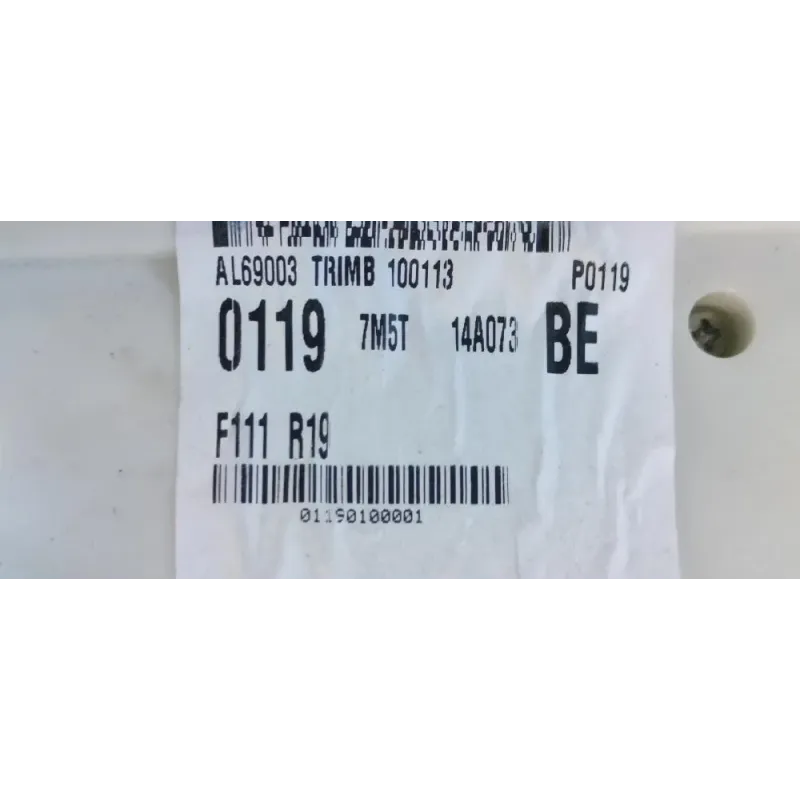 AL69003 TRIMB 100113 P0119
0119 7M5T 14A073 BE
F111 R19
01190100001